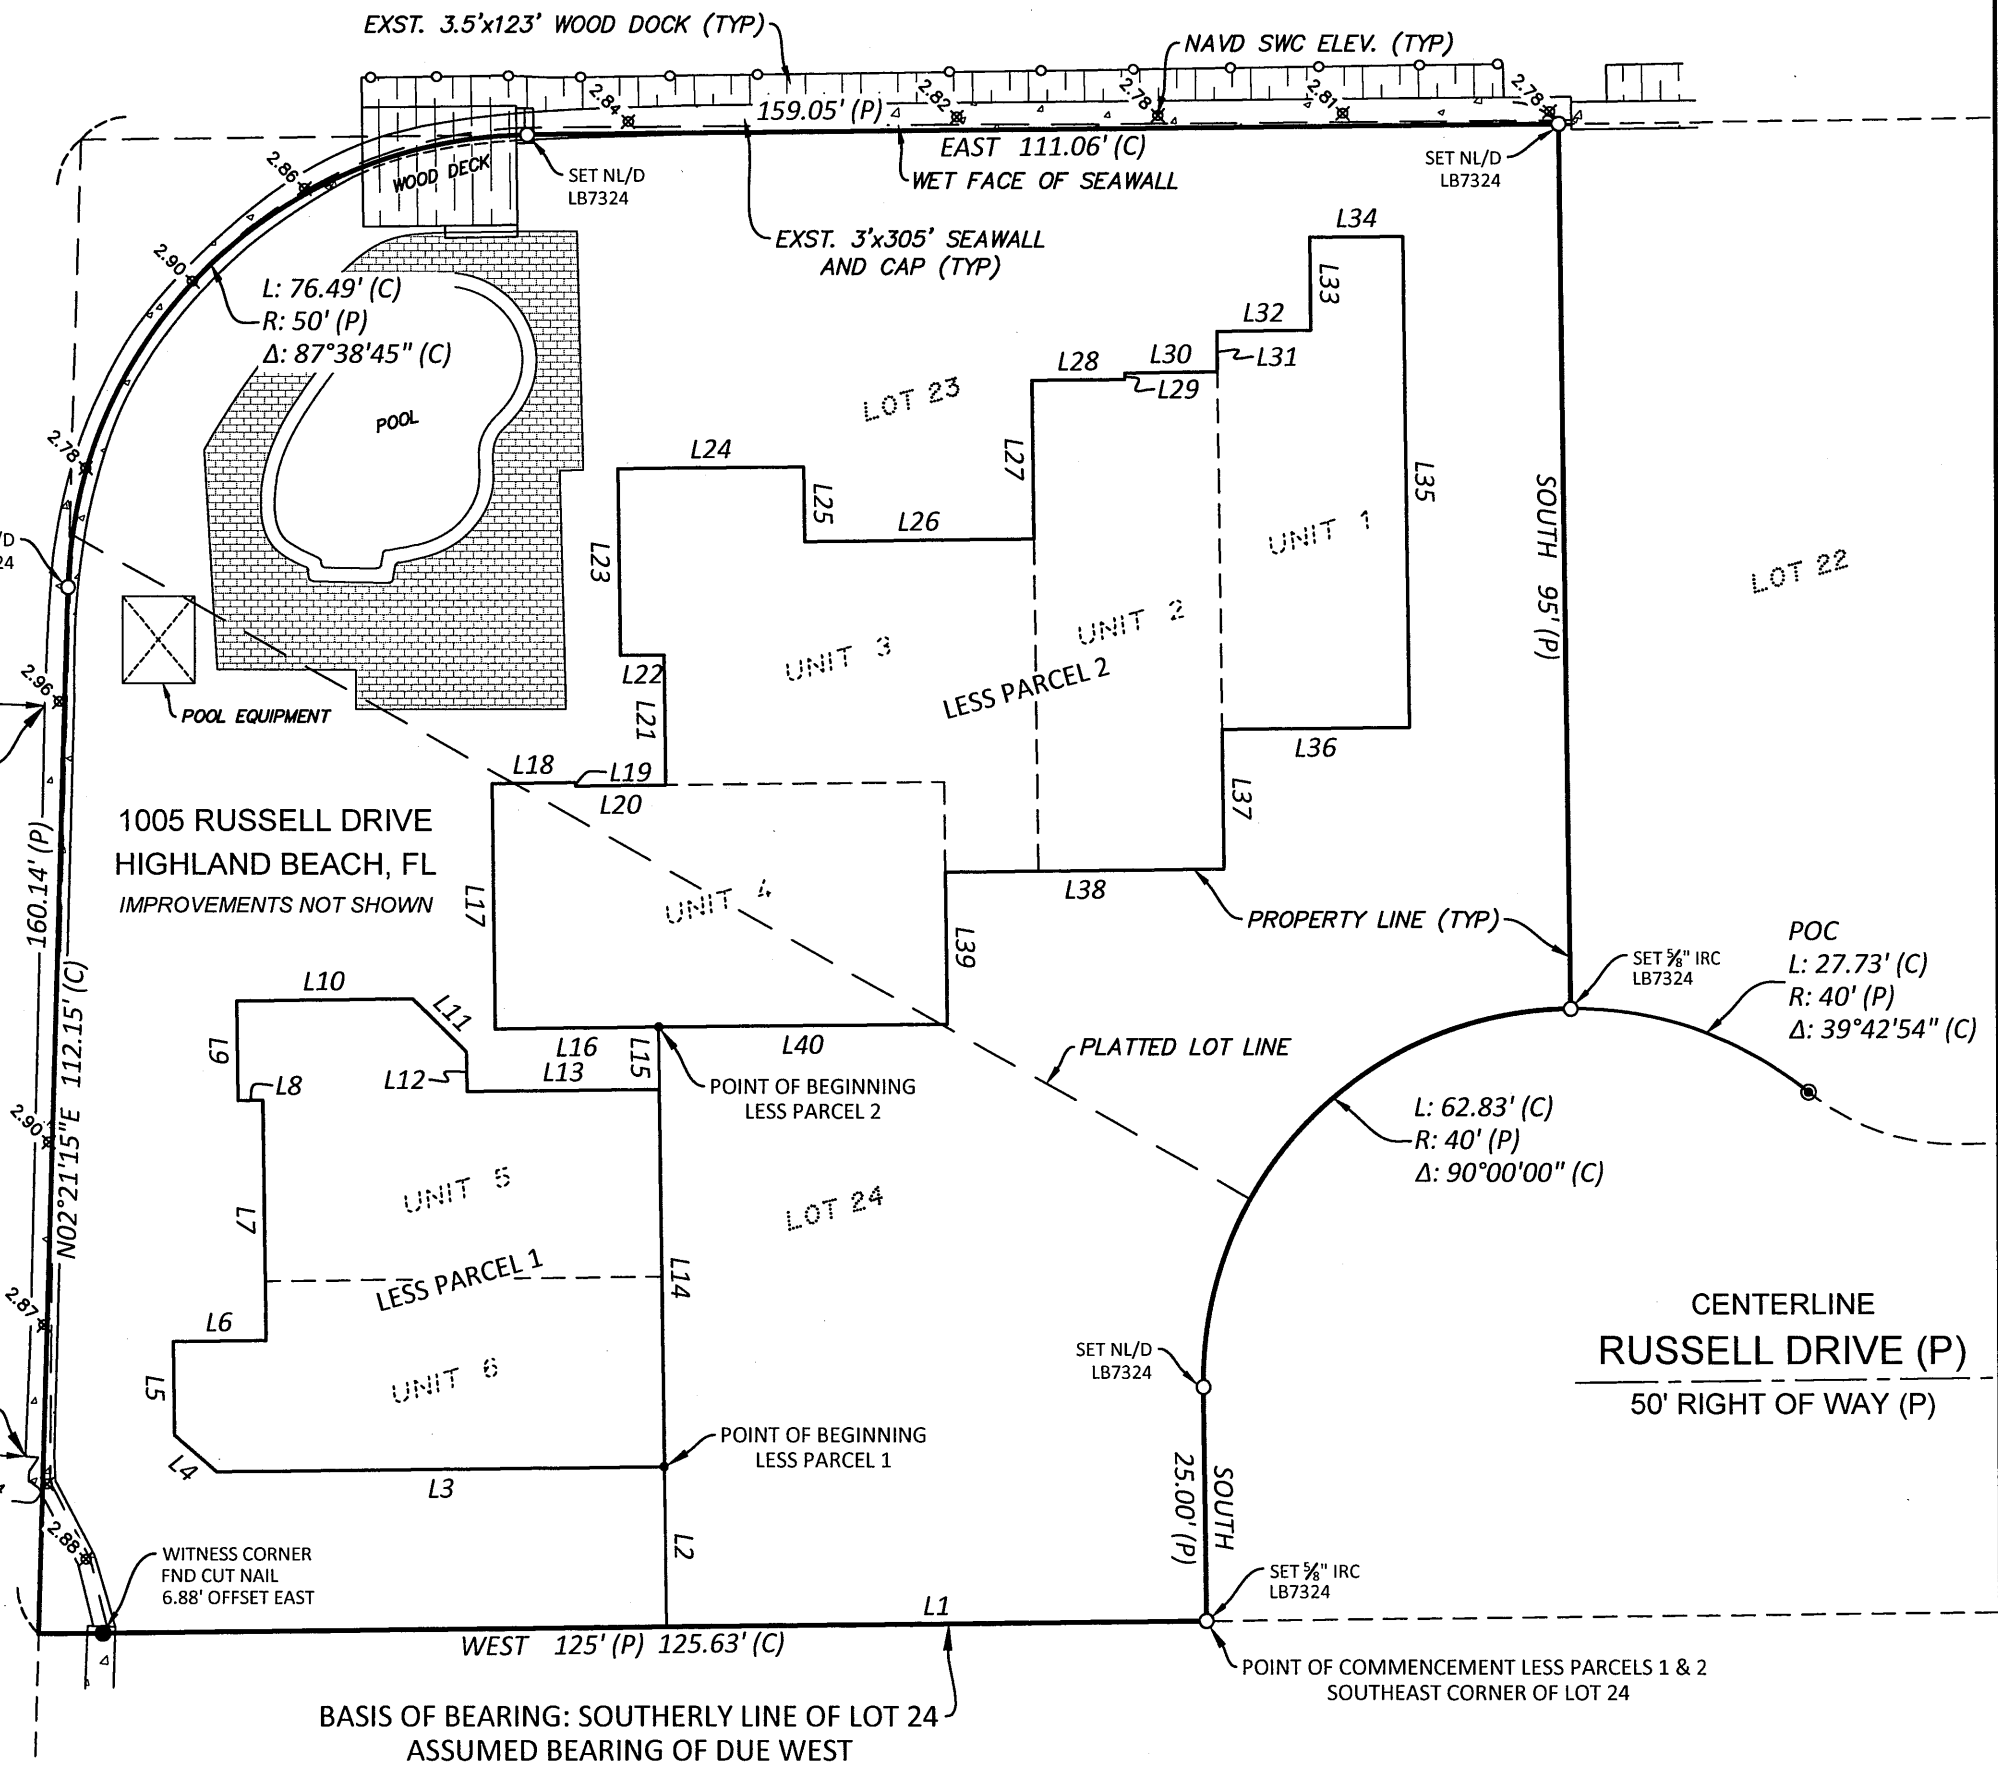 EXST. 3.5'x123' WOOD DOCK (TYP)
NAVD SWC ELEV. (TYP)
2.84
159.05' (P)
2.82
2.78
2.81
2.78
EAST 111.06' (C)
WET FACE OF SEAWALL
SET NL/D
LB7324
SET NL/D
LB7324
WOOD DECK
2.86
2.90
EXST. 3'x305' SEAWALL
AND CAP (TYP)
L: 76.49' (C)
R: 50' (P)
Δ: 87°38'45" (C)
POOL
2.78
L34
L33
L32
L31
L30
L29
L28
L27
LOT 23
L24
L25
L26
L23
L35
UNIT 1
UNIT 2
UNIT 3
LESS PARCEL 2
SOUTH 95' (P)
LOT 22
/D
24
2.96
POOL EQUIPMENT
L22
L21
L18
L19
L20
L36
L37
1005 RUSSELL DRIVE
HIGHLAND BEACH, FL
IMPROVEMENTS NOT SHOWN
160.14' (P)
N02°21'15"E 112.15' (C)
L17
UNIT 4
L38
L39
PROPERTY LINE (TYP)
SET ⅝" IRC
LB7324
POC
L: 27.73' (C)
R: 40' (P)
Δ: 39°42'54" (C)
L10
L11
L9
L8
L12
L13
L16
L15
L40
POINT OF BEGINNING
LESS PARCEL 2
PLATTED LOT LINE
L: 62.83' (C)
R: 40' (P)
Δ: 90°00'00" (C)
2.90
UNIT 5
LOT 24
L7
LESS PARCEL 1
L14
2.87
L6
UNIT 6
L5
L4
L3
POINT OF BEGINNING
LESS PARCEL 1
SET NL/D
LB7324
CENTERLINE
RUSSELL DRIVE (P)
50' RIGHT OF WAY (P)
SOUTH
25.00' (P)
L2
2.88
WITNESS CORNER
FND CUT NAIL
6.88' OFFSET EAST
SET ⅝" IRC
LB7324
L1
WEST 125' (P) 125.63' (C)
POINT OF COMMENCEMENT LESS PARCELS 1 & 2
SOUTHEAST CORNER OF LOT 24
BASIS OF BEARING: SOUTHERLY LINE OF LOT 24
ASSUMED BEARING OF DUE WEST